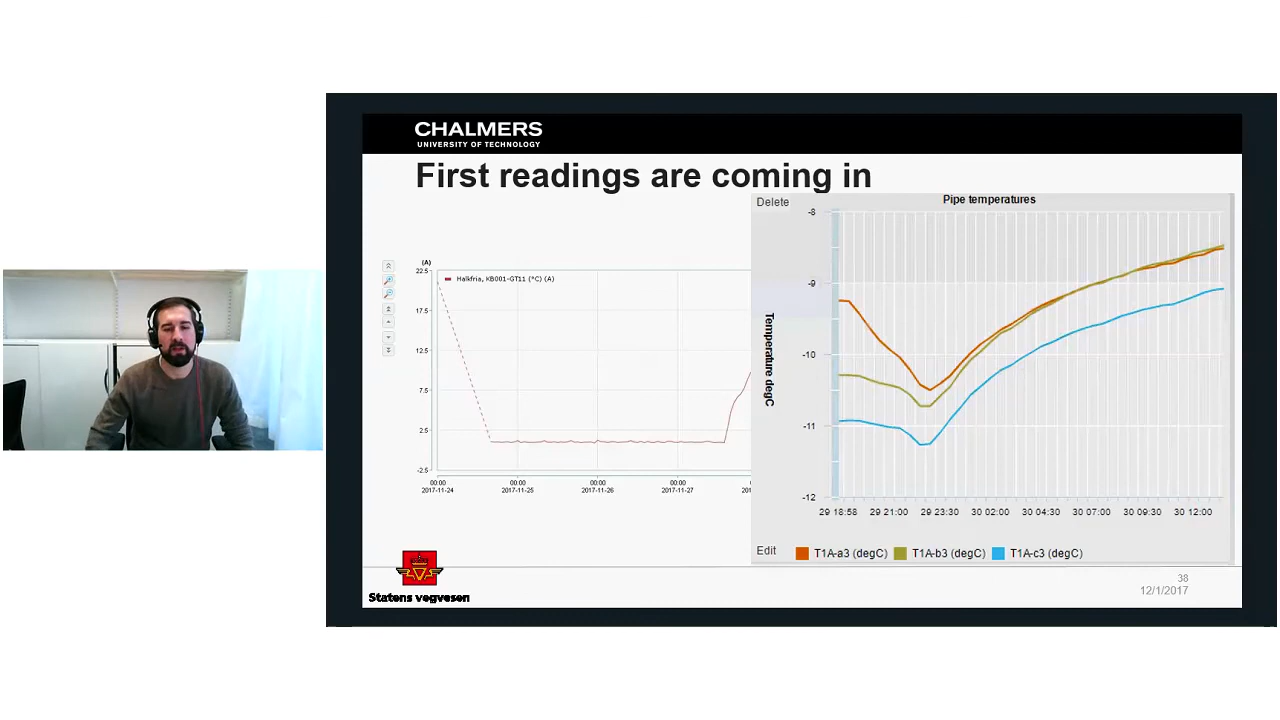 CHALMERS
UNIVERSITY OF TECHNOLOGY
First readings are coming in
(A)
Halkfria, KB001-GT11 (°C) (A)
22.5
17.5
12.5
7.5
2.5
-2.5
00:00 00:00 00:00 00:00
2017-11-24 2017-11-25 2017-11-26 2017-11-27
Delete
Pipe temperatures
Temperature degC
-8
-9
-10
-11
-12
29 18:58 29 21:00 29 23:30 30 02:00 30 04:30 30 07:00 30 09:30 30 12:00
Edit
T1A-a3 (degC) T1A-b3 (degC) T1A-c3 (degC)
Statens vegvesen
38
12/1/2017